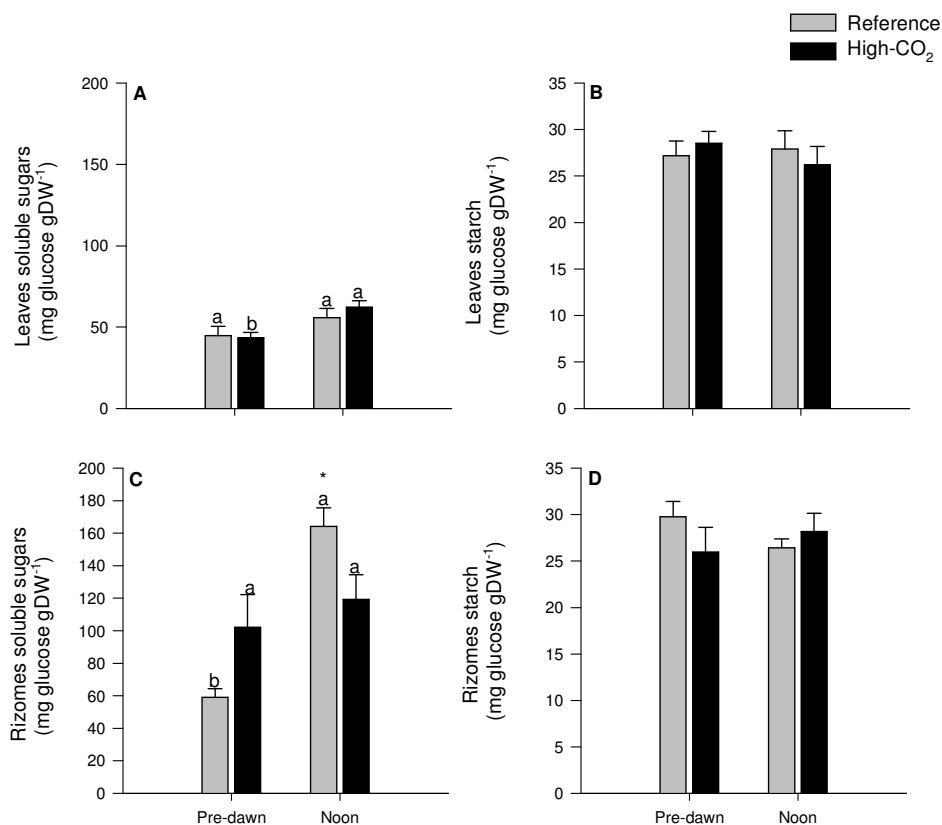 Reference
High-CO₂
A
Leaves soluble sugars
(mg glucose gDW⁻¹)
200
150
100
50
0
a
b
a
a
B
Leaves starch
(mg glucose gDW⁻¹)
35
30
25
20
15
10
5
0
C
Rizomes soluble sugars
(mg glucose gDW⁻¹)
200
180
160
140
120
100
80
60
40
20
0
b
a
*
a
a
Pre-dawn
Noon
D
Rizomes starch
(mg glucose gDW⁻¹)
35
30
25
20
15
10
5
0
Pre-dawn
Noon